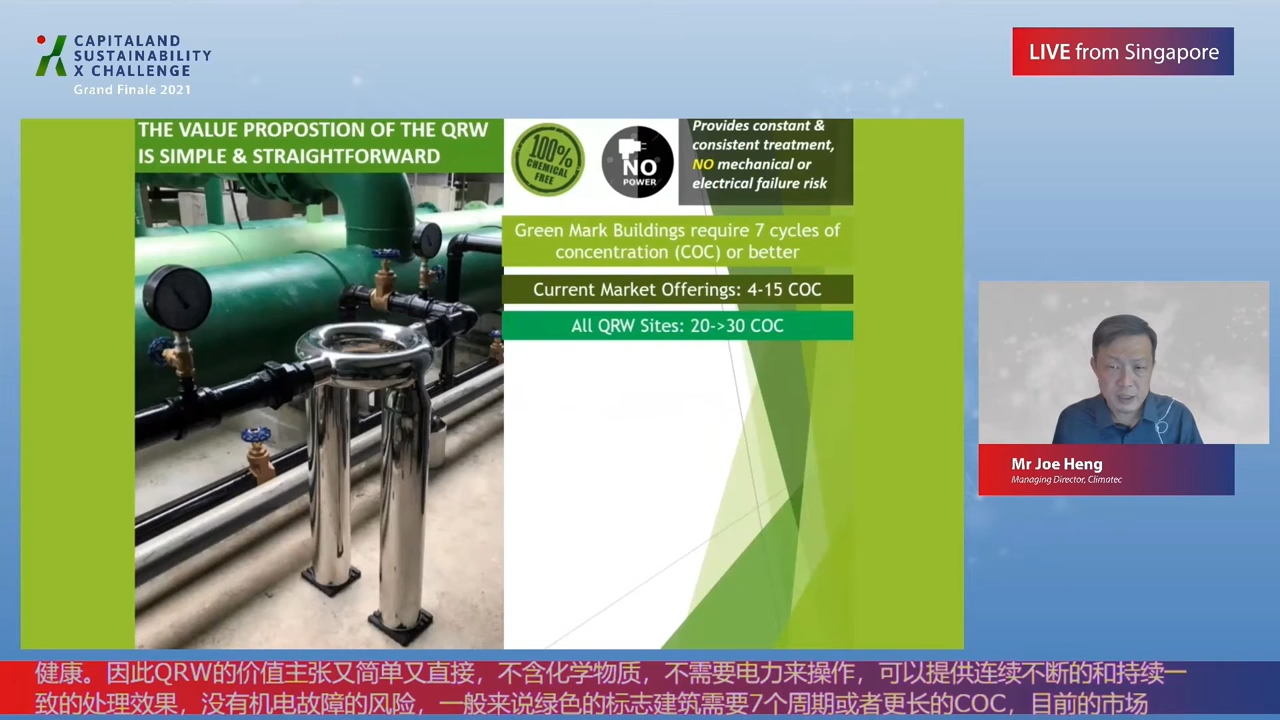 CAPITALAND
SUSTAINABILITY
X CHALLENGE
Grand Finale 2021
LIVE from Singapore
THE VALUE PROPOSTION OF THE QRW
IS SIMPLE & STRAIGHTFORWARD
100%
CHEMICAL
FREE
NO
POWER
Provides constant &
consistent treatment,
NO mechanical or
electrical failure risk
Green Mark Buildings require 7 cycles of
concentration (COC) or better
Current Market Offerings: 4-15 COC
All QRW Sites: 20->30 COC
Mr Joe Heng
Managing Director, Climatec
健康。因此QRW的价值主张又简单又直接，不含化学物质，不需要电力来操作，可以提供连续不断的和持续一
致的处理效果，没有机电故障的风险，一般来说绿色的标志建筑需要7个周期或者更长的COC，目前的市场